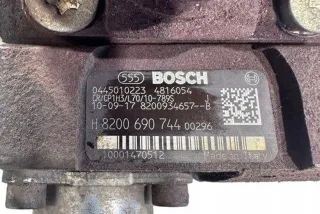 555 BOSCH
0445010223 4816054
CR/CP1H3/L70/10-789S
10-09-17 8200934657--B
H 8200 690 744 00296
Made in Italy
10001470512